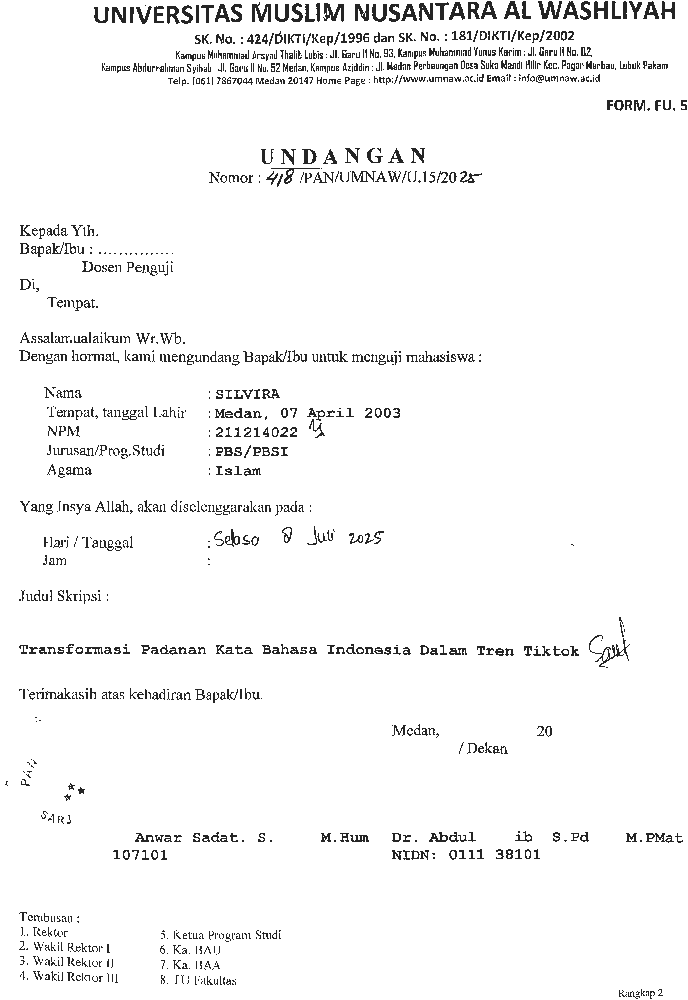 UNIVERSITAS MUSLIM NUSANTARA AL WASHLIYAH
SK. No. : 424/DIKTI/Kep/1996 dan SK. No. : 181/DIKTI/Kep/2002
Kampus Muhammad Arsyad Thalib Lubis : Jl. Garu II No. 93, Kampus Muhammad Yunus Karim : Jl. Garu II No. 02,
Kampus Abdurrahman Syihab : Jl. Garu II No. 52 Medan, Kampus Aziddin : Jl. Medan Perbaungan Desa Suka Mandi Hilir Kec. Pagar Merbau, Lubuk Pakam
Telp. (061) 7867044 Medan 20147 Home Page : http://www.umnaw.ac.id Email : info@umnaw.ac.id
FORM. FU. 5
UNDANGAN
Nomor : 418 /PAN/UMNAW/U.15/2025
Kepada Yth.
Bapak/Ibu : ...............
Dosen Penguji
Di,
Tempat.
Assalamualaikum Wr.Wb.
Dengan hormat, kami mengundang Bapak/Ibu untuk menguji mahasiswa :
Nama : SILVIRA
Tempat, tanggal Lahir : Medan, 07 April 2003
NPM : 211214022
Jurusan/Prog.Studi : PBS/PBSI
Agama : Islam
Yang Insya Allah, akan diselenggarakan pada :
Hari / Tanggal : Selasa 8 Juli 2025
Jam :
Judul Skripsi :
Transformasi Padanan Kata Bahasa Indonesia Dalam Tren Tiktok
Terimakasih atas kehadiran Bapak/Ibu.
Medan, 20
/ Dekan
PAN
SARJ
Anwar Sadat. S. M.Hum Dr. Abdul ib S.Pd M.PMat
107101 NIDN: 0111 38101
Tembusan :
1. Rektor
2. Wakil Rektor I
3. Wakil Rektor II
4. Wakil Rektor III
5. Ketua Program Studi
6. Ka. BAU
7. Ka. BAA
8. TU Fakultas
Rangkap 2